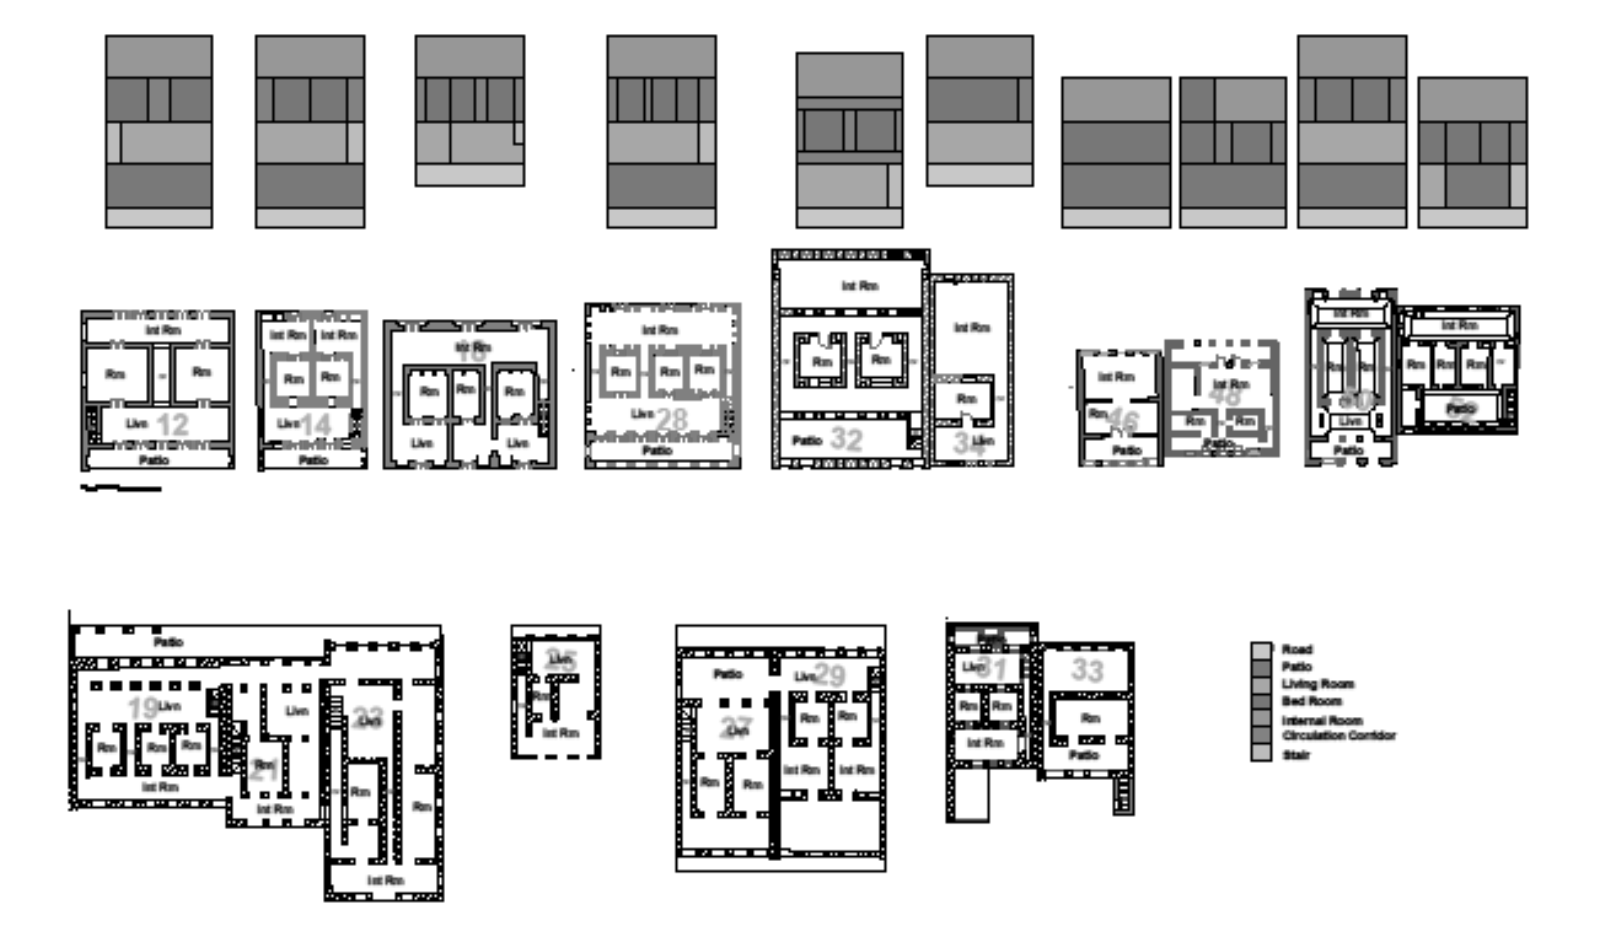 Int Rm
Rm
Rm
Livn
12
Patio
Int Rm
Int Rm
Rm
Rm
Livn
14
Patio
Int Rm
Rm
Rm
Rm
Livn
Livn
Int Rm
Rm
Rm
Rm
Livn
28
Patio
Int Rm
Rm
Rm
Patio
32
Int Rm
Rm
Livn
34
Int Rm
Rm
46
Patio
Int Rm
48
Rm
Rm
Patio
Int Rm
Rm
Rm
Livn
Patio
Int Rm
Rm
Rm
Rm
Patio
Patio
19
Livn
Rm
Rm
Rm
Int Rm
Livn
Rm
21
Int Rm
23
Livn
Rm
Rm
Int Rm
Livn
25
Rm
Int Rm
Patio
27
Livn
Rm
Rm
Livn
29
Rm
Rm
Int Rm
Int Rm
Patio
Livn
31
Rm
Rm
Int Rm
33
Rm
Patio
Road
Patio
Living Room
Bed Room
Internal Room
Circulation Corridor
Stair